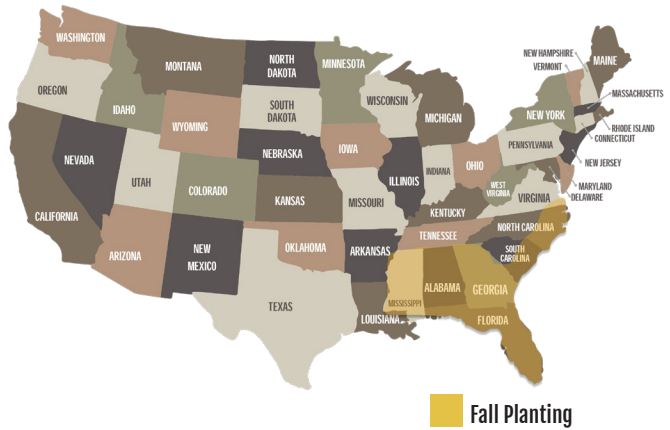 WASHINGTON
OREGON
IDAHO
MONTANA
NORTH
DAKOTA
MINNESOTA
SOUTH
DAKOTA
WISCONSIN
MICHIGAN
NEW HAMPSHIRE
VERMONT
MAINE
MASSACHUSETTS
NEW YORK
RHODE ISLAND
CONNECTICUT
PENNSYLVANIA
NEW JERSEY
MARYLAND
DELAWARE
WYOMING
NEVADA
UTAH
COLORADO
NEBRASKA
IOWA
ILLINOIS
INDIANA
OHIO
WEST
VIRGINIA
VIRGINIA
CALIFORNIA
KANSAS
MISSOURI
KENTUCKY
NORTH CAROLINA
TENNESSEE
SOUTH
CAROLINA
ARIZONA
NEW
MEXICO
OKLAHOMA
ARKANSAS
TEXAS
LOUISIANA
MISSISSIPPI
ALABAMA
GEORGIA
FLORIDA
Fall Planting